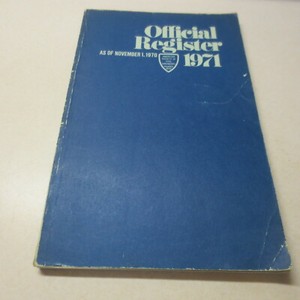 Official
Register
AS OF NOVEMBER 1, 1970
1971